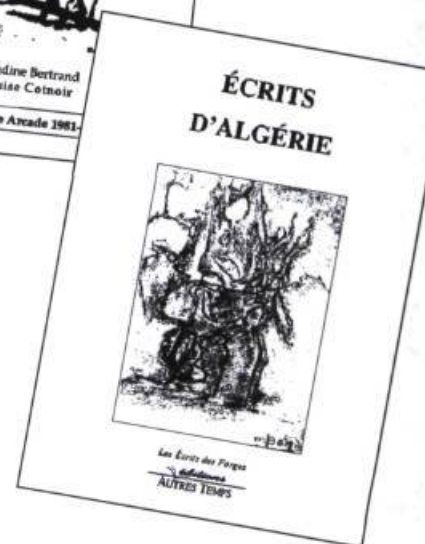 dine Bertrand
ise Cotnoir
e Arcade 1981-
ÉCRITS
D'ALGÉRIE
Les Écrits des Forges
éditions
AUTRES TEMPS